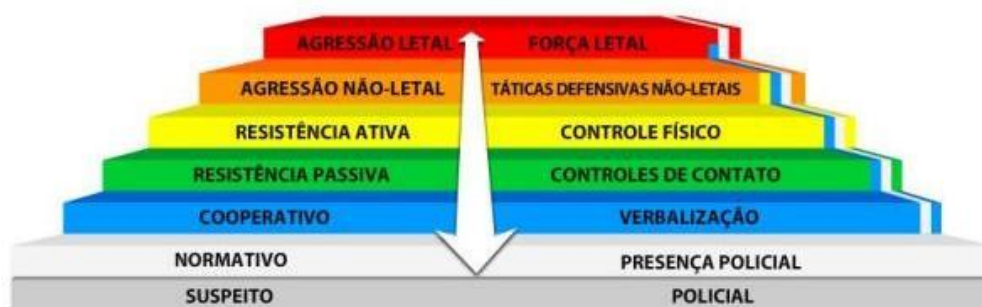 AGRESSÃO LETAL FORÇA LETAL
AGRESSÃO NÃO-LETAL TÁTICAS DEFENSIVAS NÃO-LETAIS
RESISTÊNCIA ATIVA CONTROLE FÍSICO
RESISTÊNCIA PASSIVA CONTROLES DE CONTATO
COOPERATIVO VERBALIZAÇÃO
NORMATIVO PRESENÇA POLICIAL
SUSPEITO POLICIAL